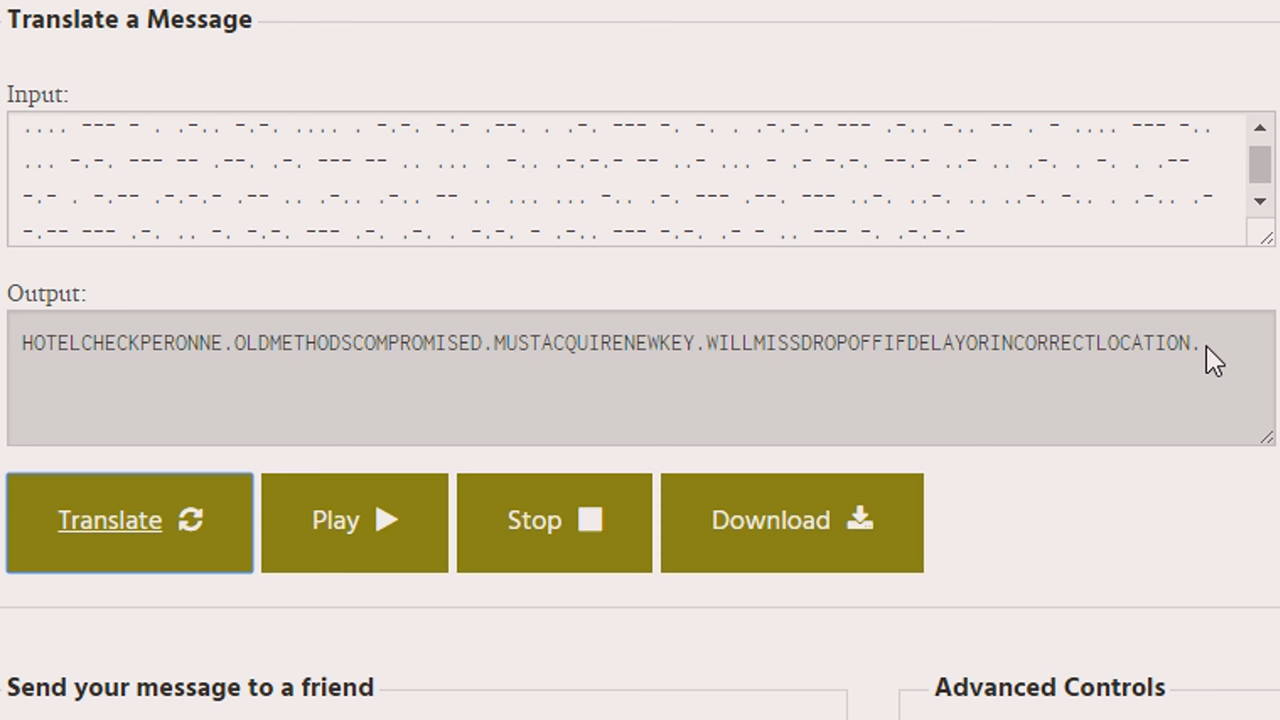 Translate a Message
Input:
.... --- - . .-.. -.-. .... . -.-. -.- .--. . .-. --- -. -. . .-.-.- --- .-.. -.. -- . - .... --- -..
... -.-. --- -- .--. .-. --- -- .. ... . -.. .-.-.- -- ..- ... - .- -.-. --.- ..- .. .-. . -. . .--
-.- . -.-- .-.-.- .-- .. .-.. .-.. -- .. ... ... -.. .-. --- .--. --- ..-. ..-. .. ..-. -.. . .-.. .-
-.-- --- .-. .. -. -.-. --- .-. .-. . -.-. - .-.. --- -.-. .- - .. --- -. .-.-.-
Output:
HOTELCHECKPERONNE.OLDMETHODSCOMPROMISED.MUSTACQUIRENEWKEY.WILLMISSDROPOFFIFDELAYORINCORRECTLOCATION.
Translate
Play
Stop
Download
Send your message to a friend
Advanced Controls